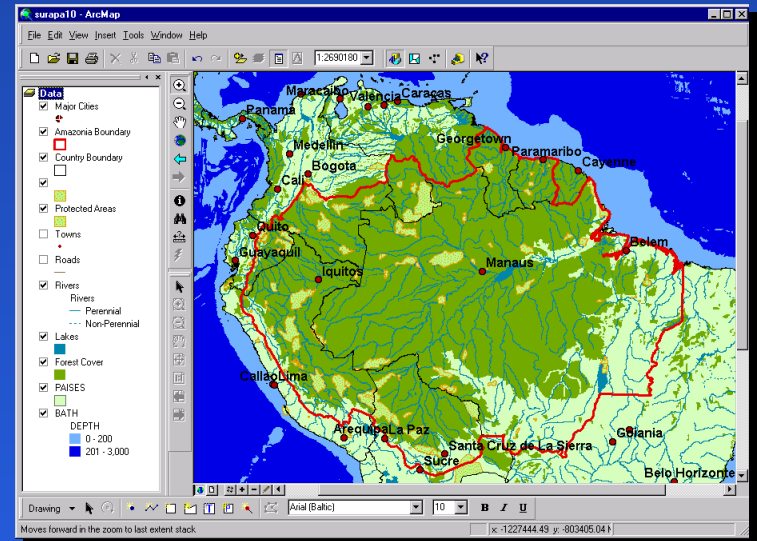 surapa10 - ArcMap
File Edit View Insert Tools Window Help
1:2690180
Data
Major Cities
Amazonia Boundary
Country Boundary
Protected Areas
Towns
Roads
Rivers
Rivers
Perennial
Non-Perennial
Lakes
Forest Cover
PAISES
BATH
DEPTH
0 - 200
201 - 3,000
Maracaibo Valencia Caracas
Panama
Medellin
Georgetown
Paramaribo
Bogota
Cayenne
Cali
Quito
Belem
Guayaquil
Manaus
Iquitos
Callao Lima
Arequipa La Paz
Goiania
Santa Cruz de La Sierra
Sucre
Belo Horizonte
Drawing
A
T
Arial (Baltic)
10
B I U
Moves forward in the zoom to last extent stack
x: -1227444.49 y: -803405.04